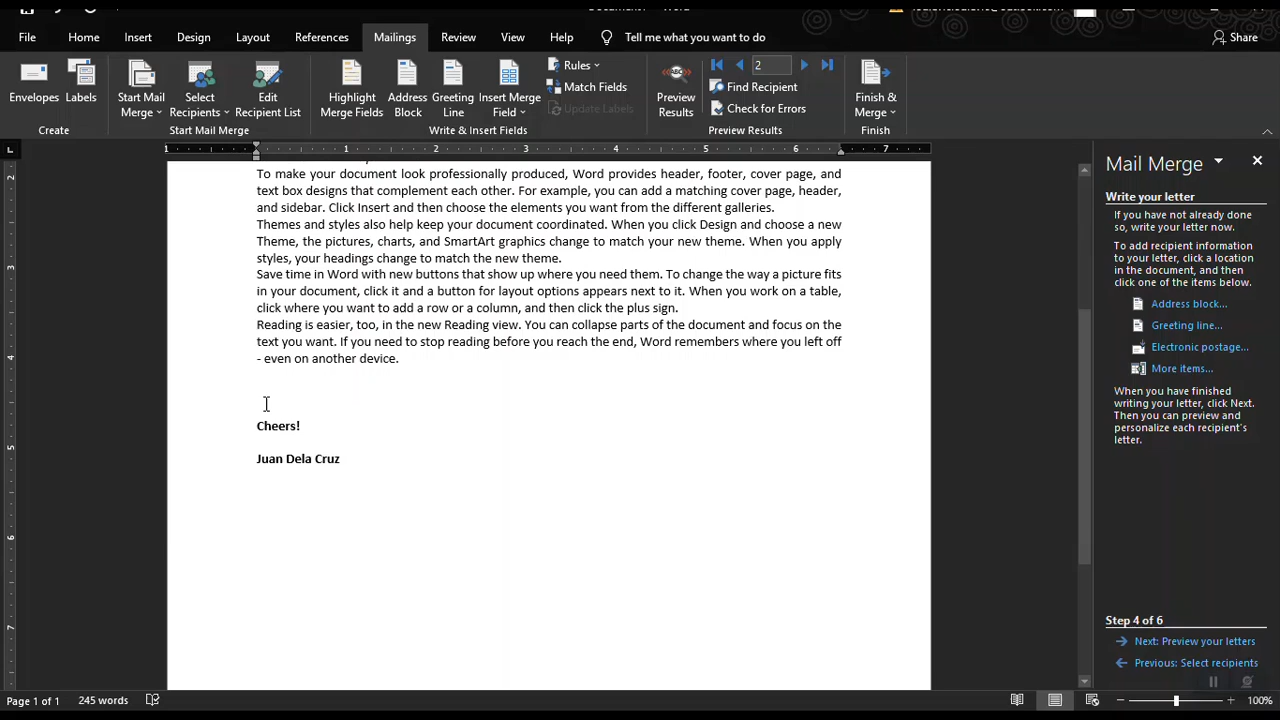 File Home Insert Design Layout References Mailings Review View Help Tell me what you want to do Share
Envelopes Labels
Create
Start Mail Merge
Select Recipients
Edit Recipient List
Start Mail Merge
Highlight Merge Fields
Address Block
Greeting Line
Insert Merge Field
Rules
Match Fields
Update Labels
Write & Insert Fields
ABC
Preview Results
2
Find Recipient
Check for Errors
Preview Results
Finish & Merge
Finish
1 1 2 3 4 5 6 7
2
3
4
5
6
7
To make your document look professionally produced, Word provides header, footer, cover page, and
text box designs that complement each other. For example, you can add a matching cover page, header,
and sidebar. Click Insert and then choose the elements you want from the different galleries.
Themes and styles also help keep your document coordinated. When you click Design and choose a new
Theme, the pictures, charts, and SmartArt graphics change to match your new theme. When you apply
styles, your headings change to match the new theme.
Save time in Word with new buttons that show up where you need them. To change the way a picture fits
in your document, click it and a button for layout options appears next to it. When you work on a table,
click where you want to add a row or a column, and then click the plus sign.
Reading is easier, too, in the new Reading view. You can collapse parts of the document and focus on the
text you want. If you need to stop reading before you reach the end, Word remembers where you left off
- even on another device.
Cheers!
Juan Dela Cruz
Mail Merge
Write your letter
If you have not already done
so, write your letter now.
To add recipient information
to your letter, click a location
in the document, and then
click one of the items below.
Address block...
Greeting line...
Electronic postage...
More items...
When you have finished
writing your letter, click Next.
Then you can preview and
personalize each recipient's
letter.
Step 4 of 6
Next: Preview your letters
Previous: Select recipients
Page 1 of 1 245 words 100%